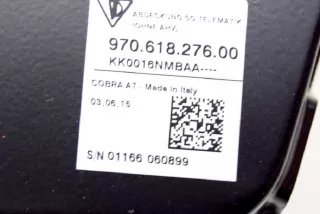 ABDECKUNG SG TELEMATIK
(OHNE AHV)
970.618.276.00
KK0016NMBAA----
COBRA AT - Made in Italy
03.06.15
S/N 01166 060899